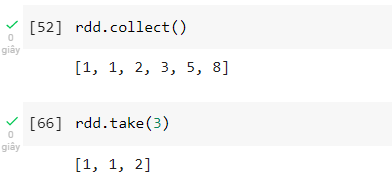 [52] rdd.collect()
0
giây
[1, 1, 2, 3, 5, 8]
[66] rdd.take(3)
0
giây
[1, 1, 2]